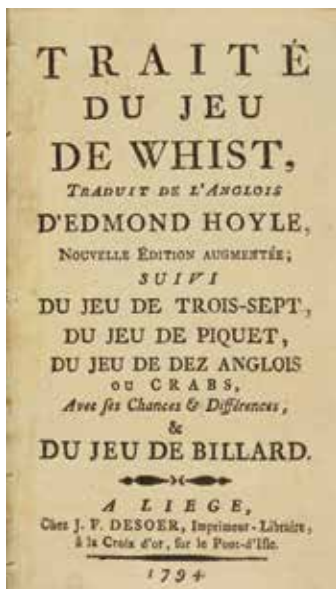 TRAITÉ
DU JEU
DE WHIST,
TRADUIT DE L'ANGLOIS
D'EDMOND HOYLE,
NOUVELLE ÉDITION AUGMENTÉE;
SUIVI
DU JEU DE TROIS-SEPT,
DU JEU DE PIQUET,
DU JEU DE DEZ ANGLOIS
OU CRABS,
Avec ſes Chances & Différences,
&
DU JEU DE BILLARD.
A LIEGE,
Chez J. F. DESOER, Imprimeur-Libraire,
à la Croix d'or, ſur le Pont-d'Iſle.
1794